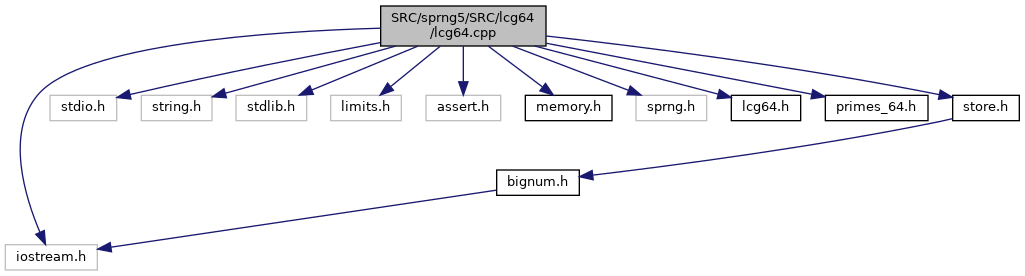 SRC/sprng5/SRC/lcg64
/lcg64.cpp
stdio.h
string.h
stdlib.h
limits.h
assert.h
memory.h
sprng.h
lcg64.h
primes_64.h
store.h
bignum.h
iostream.h